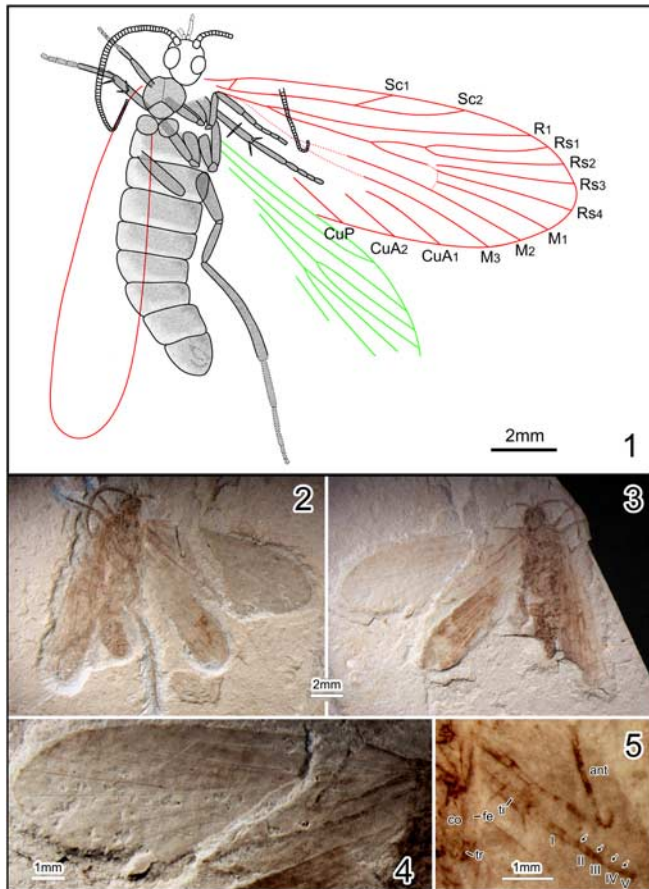 Sc1
Sc2
R1
Rs1
Rs2
Rs3
Rs4
M1
M2
M3
CuA1
CuA2
CuP
2mm
1
2
3
2mm
4
1mm
5
ant
co
fe
ti
tr
I
II
III
IV
V
1mm